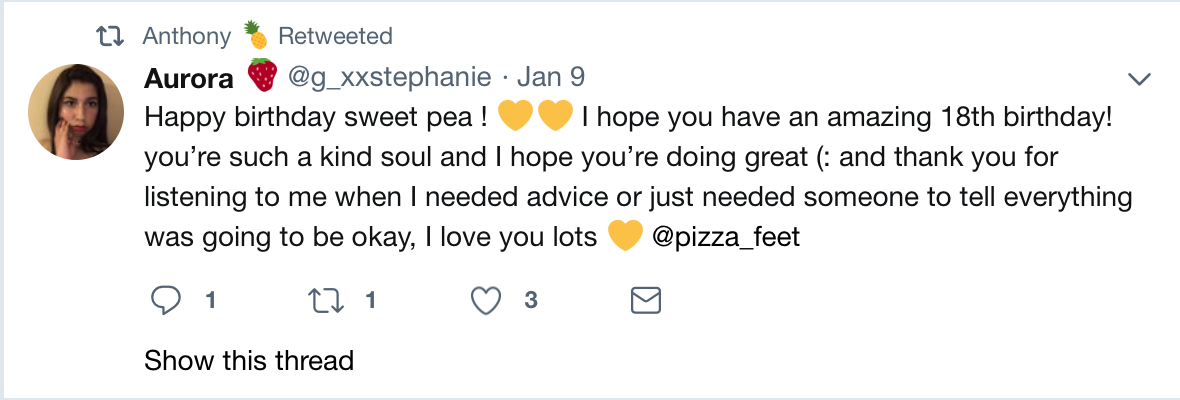 Anthony 🍍 Retweeted
Aurora 🍓 @g_xxstephanie · Jan 9
Happy birthday sweet pea ! 💛💛 I hope you have an amazing 18th birthday!
you’re such a kind soul and I hope you’re doing great (: and thank you for
listening to me when I needed advice or just needed someone to tell everything
was going to be okay, I love you lots 💛 @pizza_feet
1 1 3
Show this thread